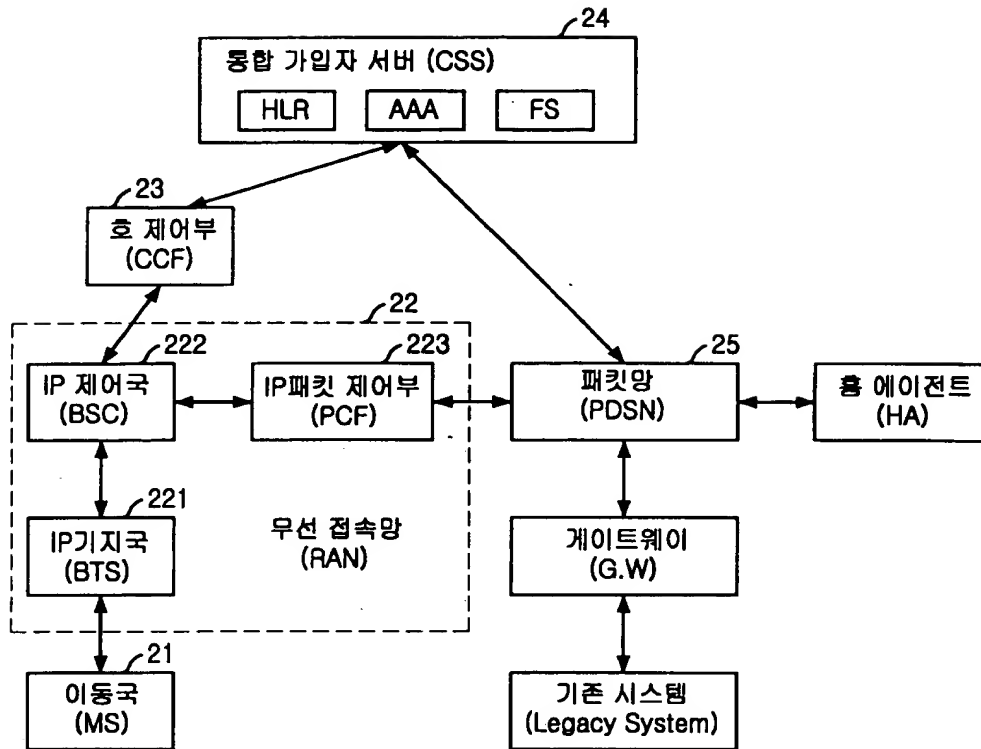 24
통합 가입자 서버 (CSS)
HLR
AAA
FS
23
호 제어부
(CCF)
22
222
IP 제어국
(BSC)
223
IP패킷 제어부
(PCF)
25
패킷망
(PDSN)
홈 에이전트
(HA)
221
IP기지국
(BTS)
무선 접속망
(RAN)
게이트웨이
(G.W)
21
이동국
(MS)
기존 시스템
(Legacy System)